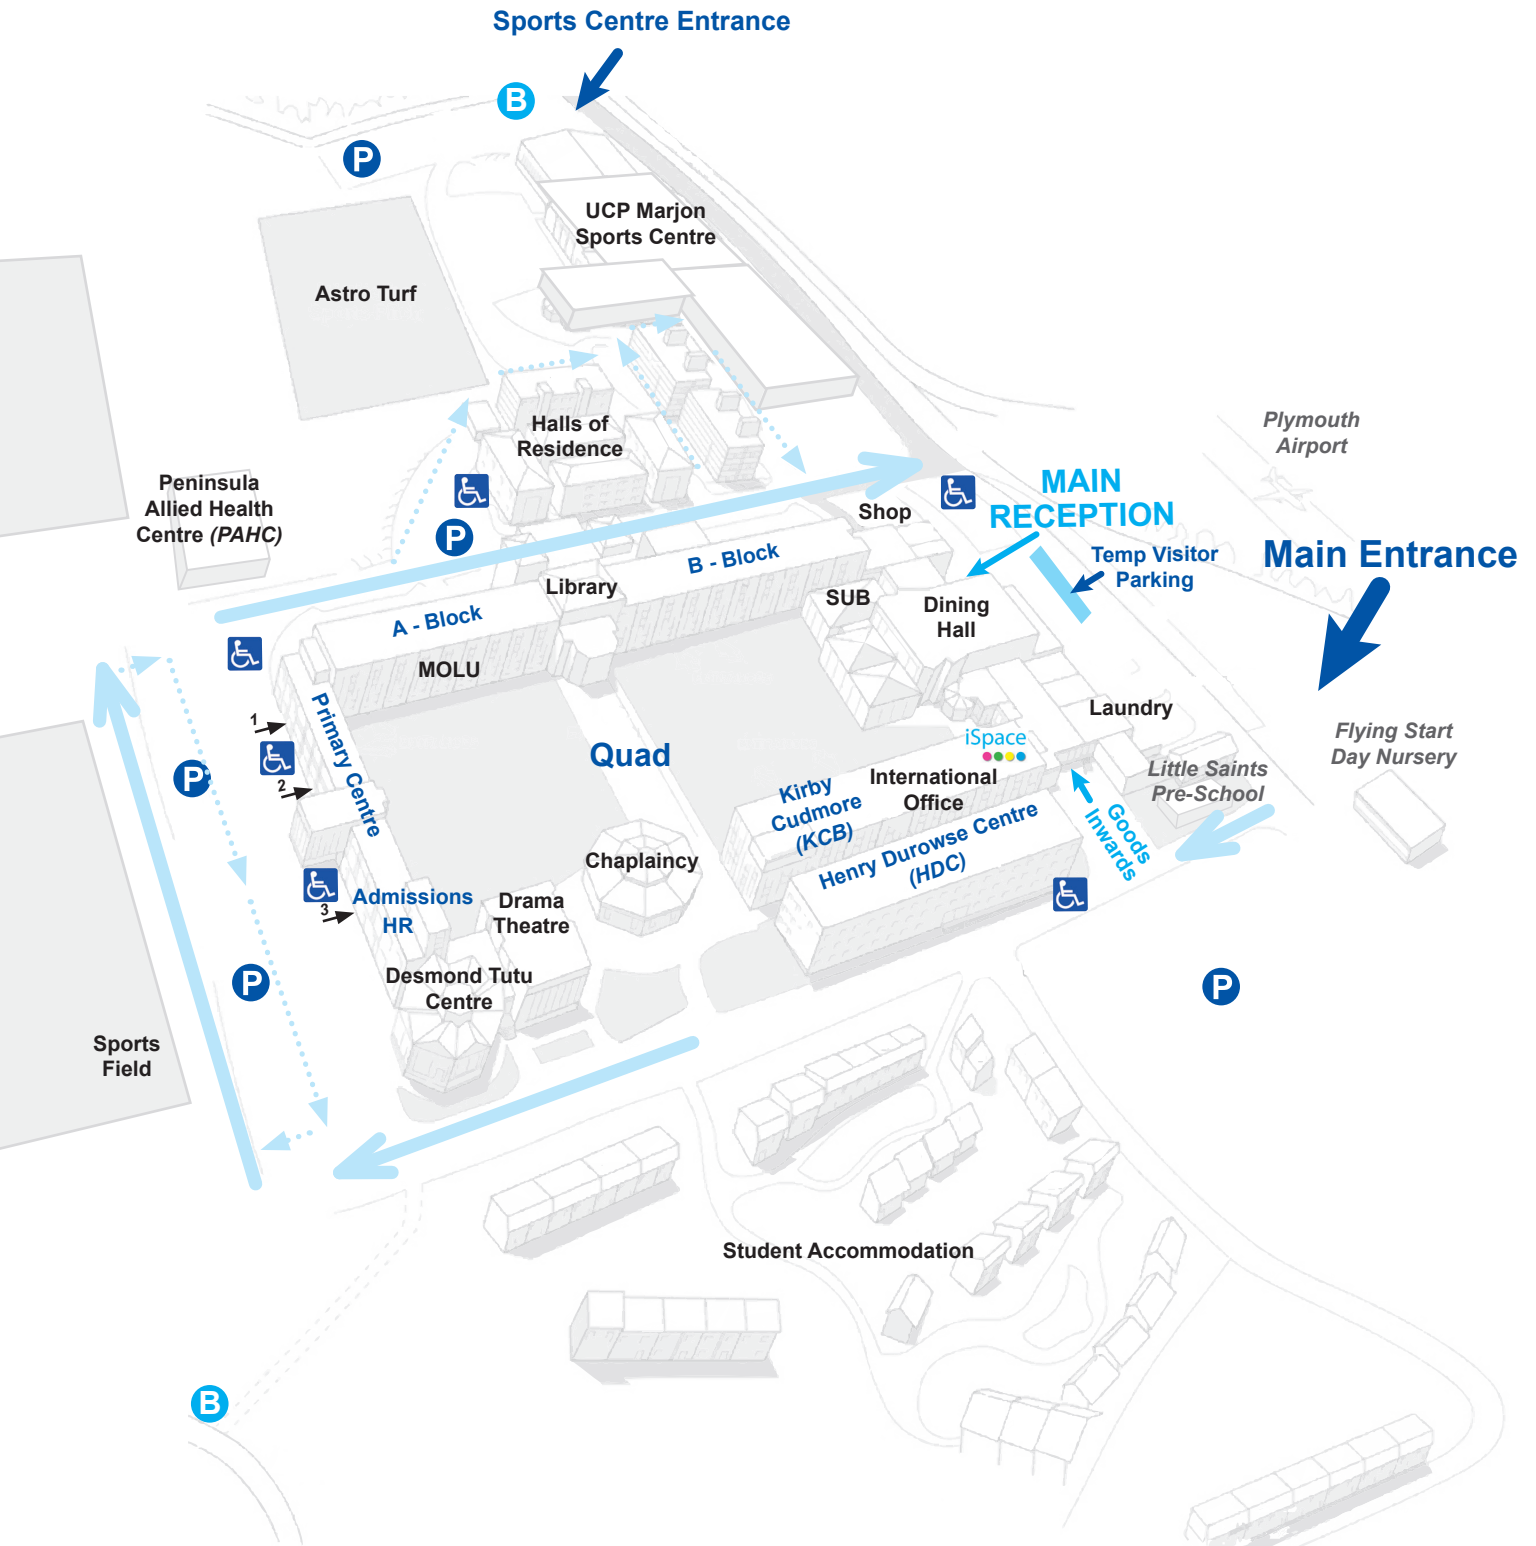 Sports Centre Entrance
B
P
UCP Marjon
Sports Centre
Astro Turf
Plymouth
Airport
Halls of
Residence
Peninsula
Allied Health
Centre (PAHC)
MAIN
RECEPTION
Shop
P
Main Entrance
Temp Visitor
Parking
B - Block
Library
SUB
Dining
Hall
A - Block
MOLU
Laundry
1
Primary Centre
Quad
iSpace
Flying Start
Day Nursery
P
2
International
Office
Little Saints
Pre-School
Kirby
Cudmore
(KCB)
Goods
Inwards
Henry Durowse Centre
(HDC)
Chaplaincy
Admissions
HR
3
Drama
Theatre
Desmond Tutu
Centre
P
P
Sports
Field
Student Accommodation
B